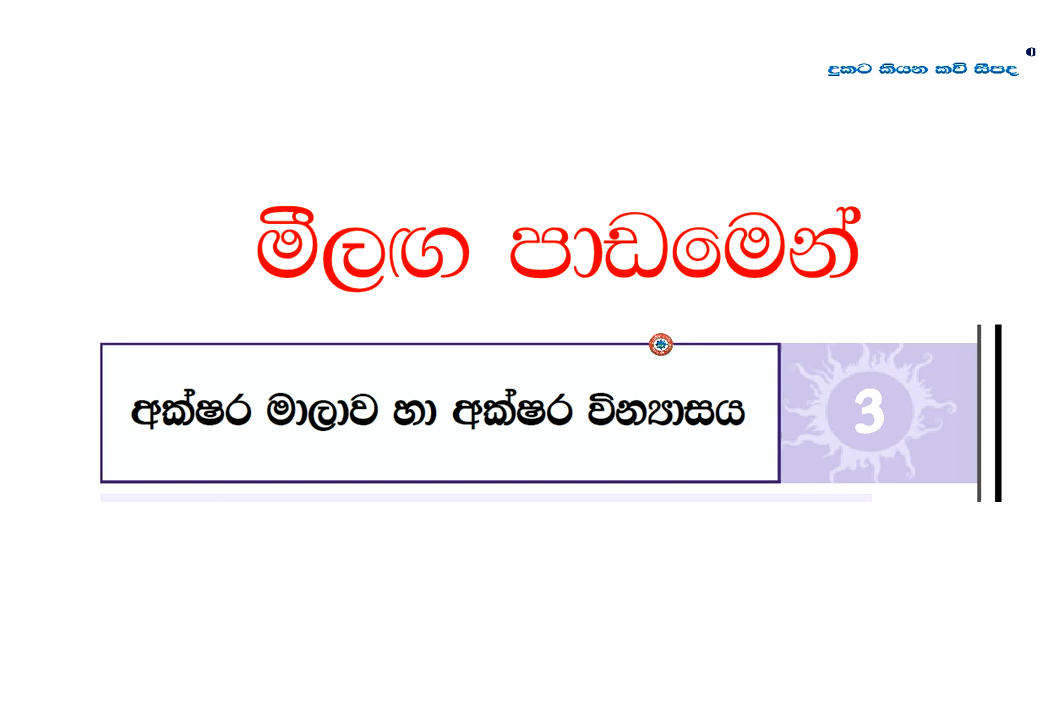 දුකට කියන කවි සීපද
මීලඟ පාඩමෙන්
අක්ෂර මාලාව හා අක්ෂර වින්‍යාසය
3